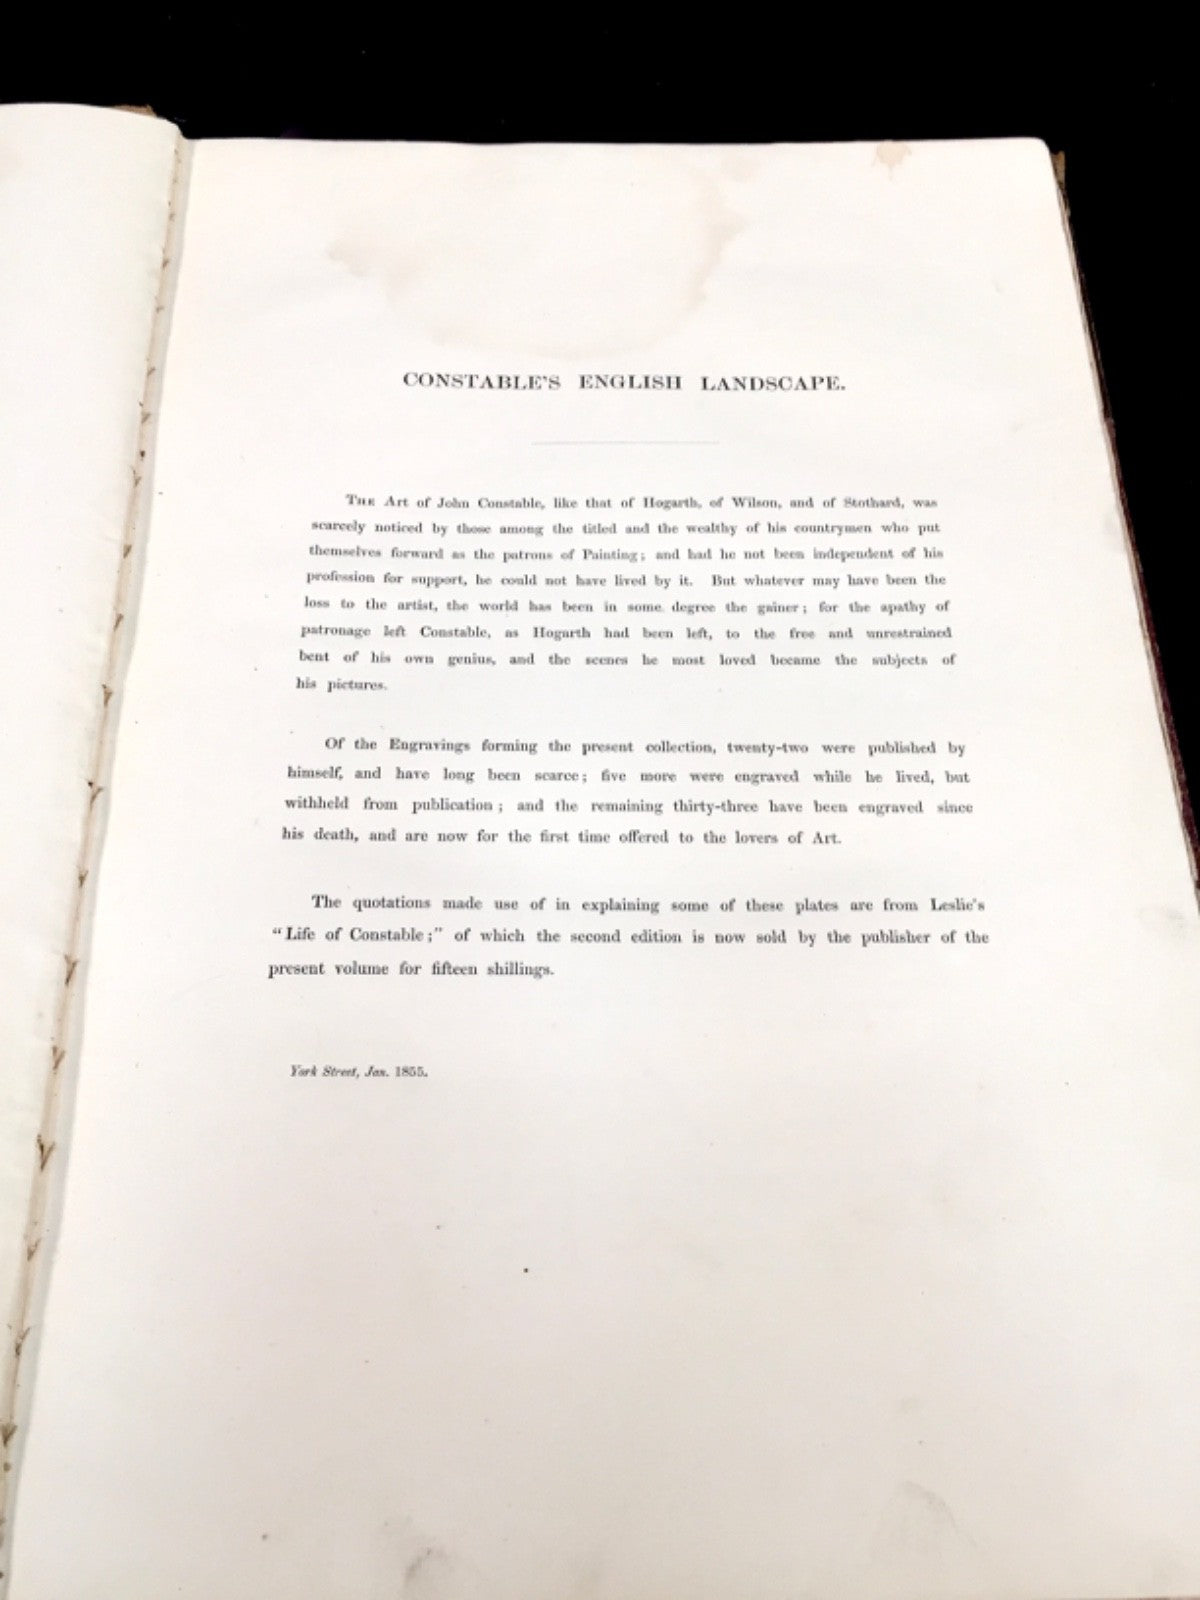 CONSTABLE'S ENGLISH LANDSCAPE.
THE Art of John Constable, like that of Hogarth, of Wilson, and of Stothard, was
scarcely noticed by those among the titled and the wealthy of his countrymen who put
themselves forward as the patrons of Painting; and had he not been independent of his
profession for support, he could not have lived by it. But whatever may have been the
loss to the artist, the world has been in some degree the gainer; for the apathy of
patronage left Constable, as Hogarth had been left, to the free and unrestrained
bent of his own genius, and the scenes he most loved became the subjects of
his pictures.
Of the Engravings forming the present collection, twenty-two were published by
himself, and have long been scarce; five more were engraved while he lived, but
withheld from publication; and the remaining thirty-three have been engraved since
his death, and are now for the first time offered to the lovers of Art.
The quotations made use of in explaining some of these plates are from Leslie's
"Life of Constable;" of which the second edition is now sold by the publisher of the
present volume for fifteen shillings.
York Street, Jan. 1855.